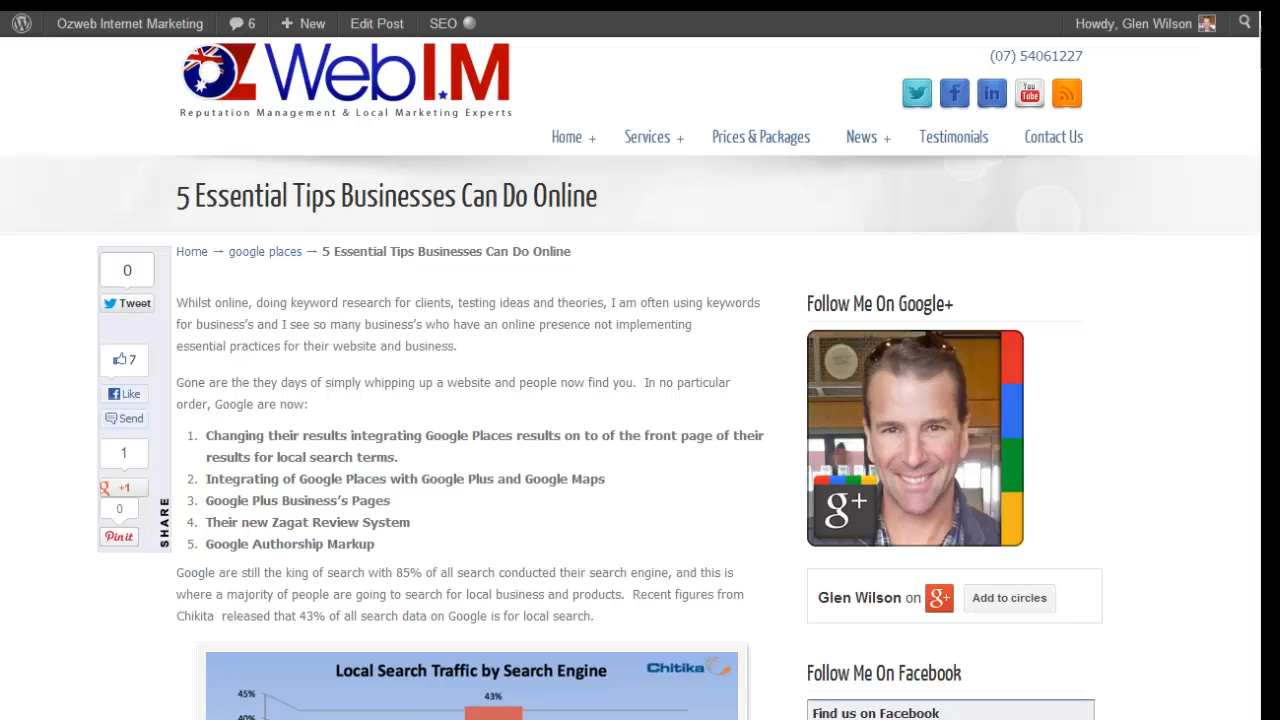 Ozweb Internet Marketing
6
New
Edit Post
SEO
Howdy, Glen Wilson
OZ WebI.M
Reputation Management & Local Marketing Experts
(07) 54061227
You Tube
Home +
Services +
Prices & Packages
News +
Testimonials
Contact Us
5 Essential Tips Businesses Can Do Online
Home → google places → 5 Essential Tips Businesses Can Do Online
0
Tweet
7
Like
Send
1
g +1
0
Pin it
SHARE
Whilst online, doing keyword research for clients, testing ideas and theories, I am often using keywords
for business's and I see so many business's who have an online presence not implementing
essential practices for their website and business.
Gone are the they days of simply whipping up a website and people now find you. In no particular
order, Google are now:
1. Changing their results integrating Google Places results on to of the front page of their
results for local search terms.
2. Integrating of Google Places with Google Plus and Google Maps
3. Google Plus Business's Pages
4. Their new Zagat Review System
5. Google Authorship Markup
Google are still the king of search with 85% of all search conducted their search engine, and this is
where a majority of people are going to search for local business and products. Recent figures from
Chikita released that 43% of all search data on Google is for local search.
Local Search Traffic by Search Engine
Chitika
45%
43%
40%
Follow Me On Google+
g+
Glen Wilson on g+ Add to circles
Follow Me On Facebook
Find us on Facebook